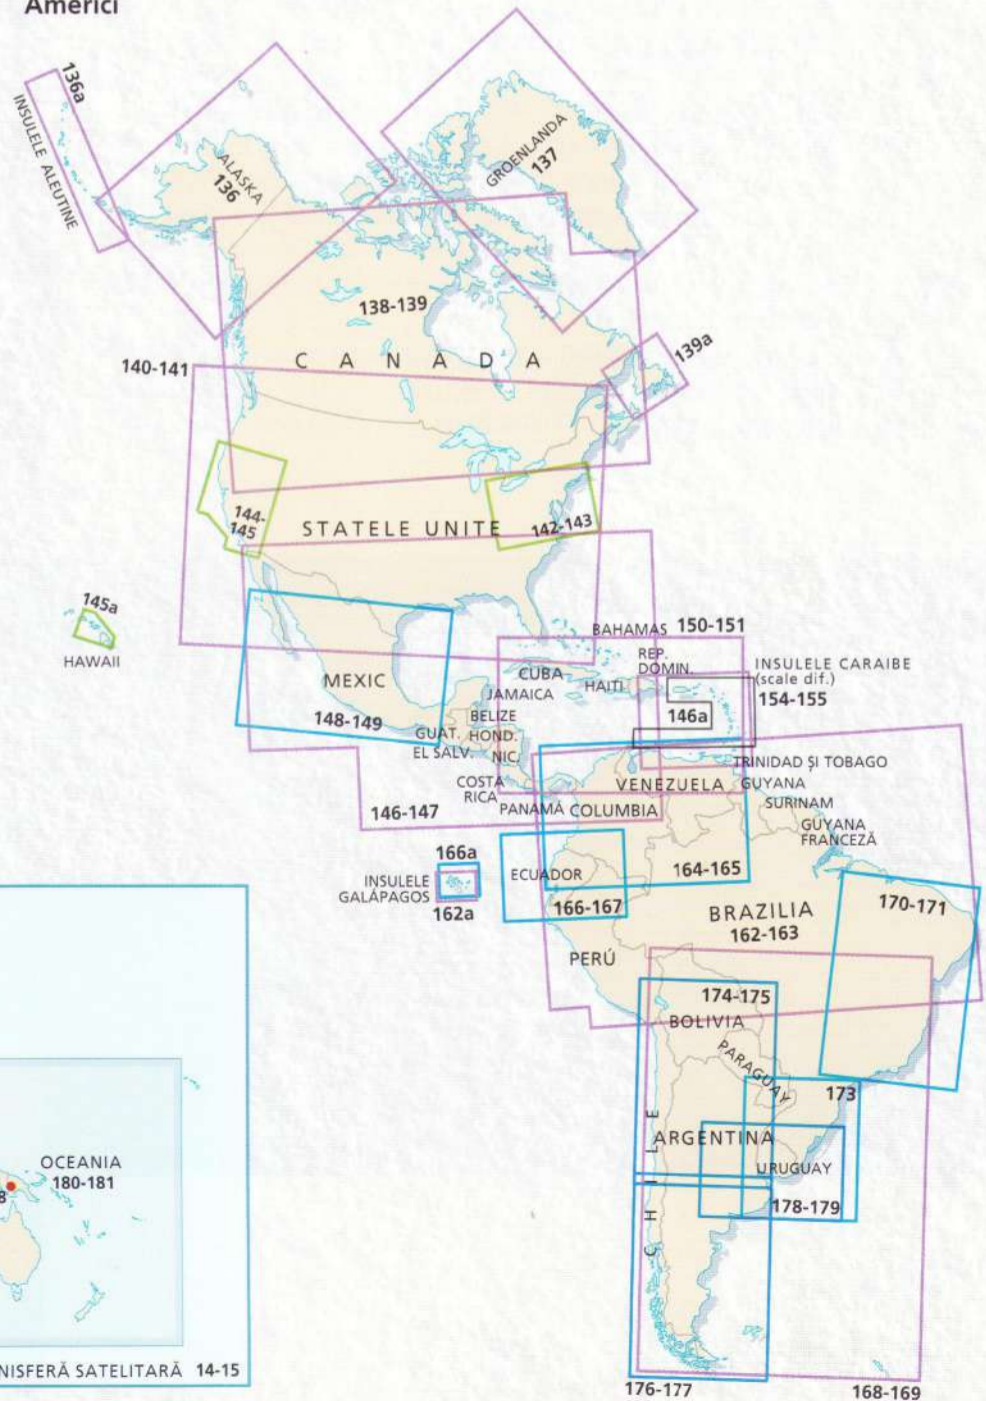 Americi
136a
INSULELE ALEUTINE
ALASKA
136
GROENLANDA
137
138-139
CANADA
139a
140-141
144-
145
STATELE UNITE
142-143
145a
HAWAII
MEXIC
148-149
BAHAMAS 150-151
CUBA
REP.
DOMIN.
HAITI
JAMAICA
INSULELE CARAIBE
(scale dif.)
154-155
146a
BELIZE
GUAT. HOND.
EL SALV. NIC.
COSTA
RICA
PANAMÁ
146-147
TRINIDAD ȘI TOBAGO
VENEZUELA
GUYANA
COLUMBIA
SURINAM
GUYANA
FRANCEZĂ
166a
INSULELE
GALÁPAGOS
162a
ECUADOR
166-167
164-165
BRAZILIA
162-163
170-171
PERÚ
174-175
BOLIVIA
PARAGUAY
173
CHILE
ARGENTINA
URUGUAY
178-179
OCEANIA
180-181
8
NISFERĂ SATELITARĂ 14-15
176-177
168-169